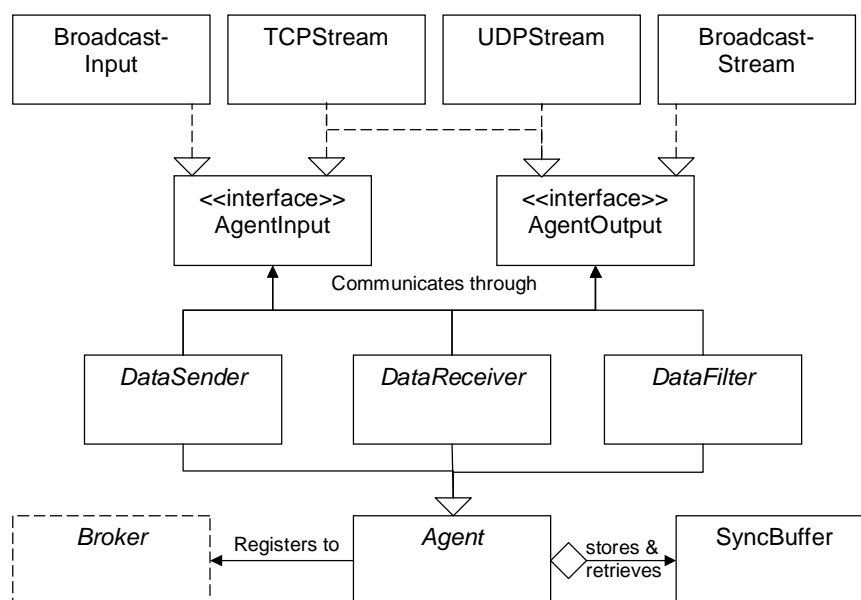 Broadcast-
Input
TCPStream
UDPStream
Broadcast-
Stream
<<interface>>
AgentInput
<<interface>>
AgentOutput
Communicates through
DataSender
DataReceiver
DataFilter
Broker
Registers to
Agent
stores &
retrieves
SyncBuffer